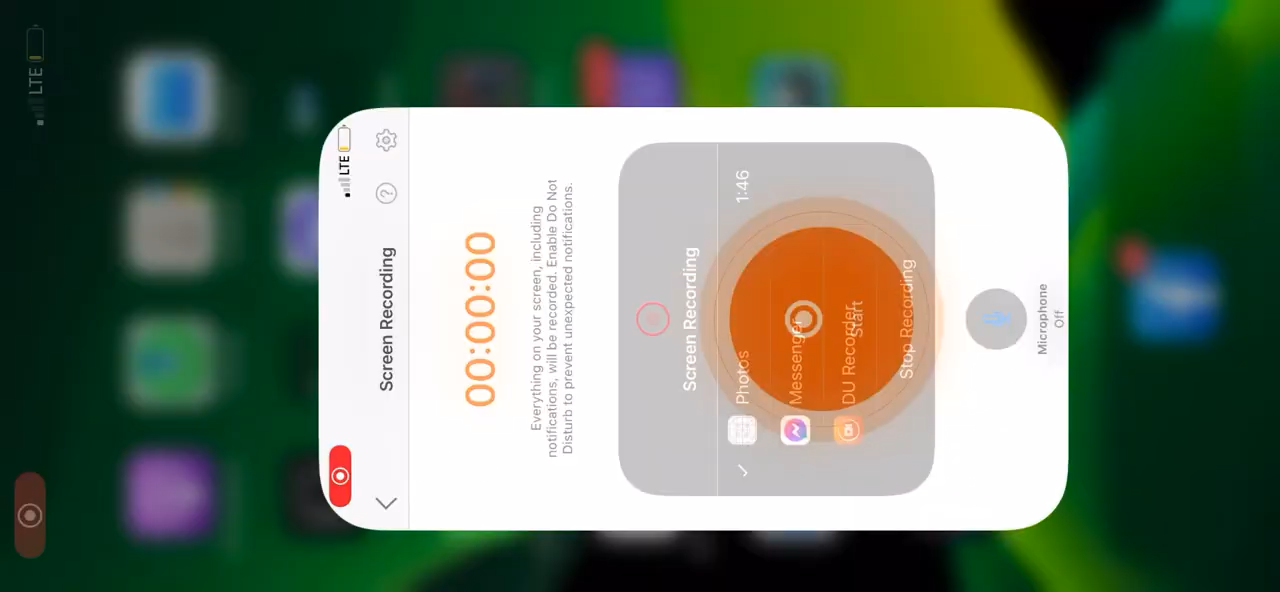 LTE
LTE
Screen Recording
00:00:00
Everything on your screen, including
notifications, will be recorded. Enable Do Not
Disturb to prevent unexpected notifications.
Screen Recording
Photos 1:46
Messenger
DU Recorder
Start
Stop Recording
Microphone
Off